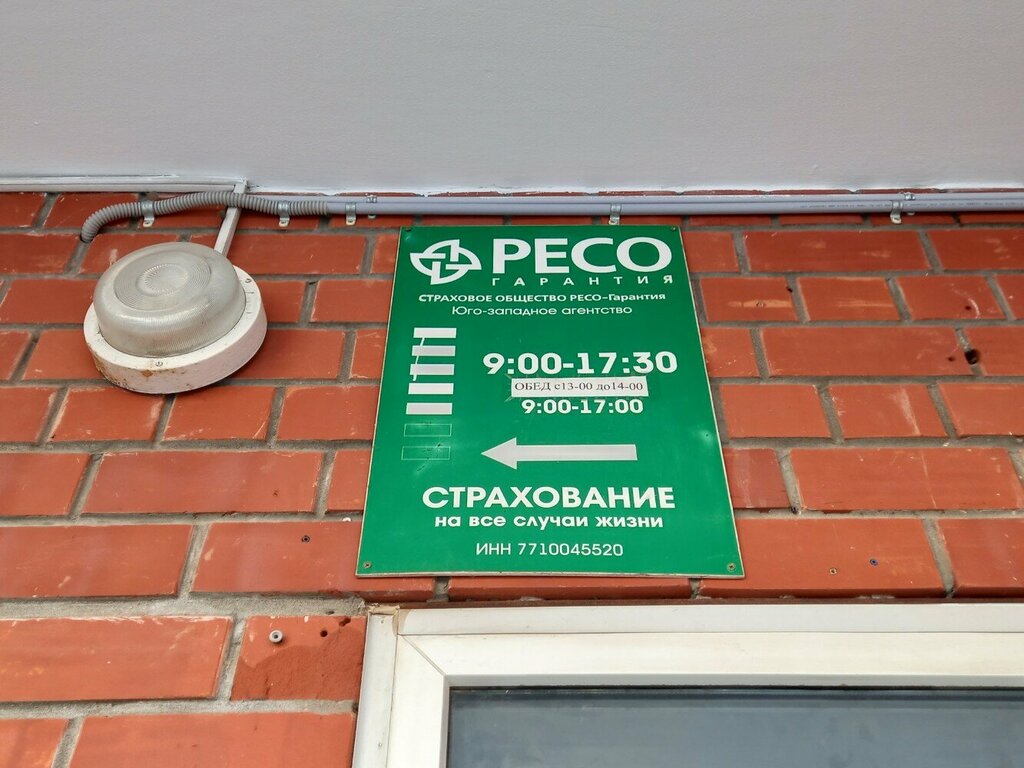 РЕСО
ГАРАНТИЯ
СТРАХОВОЕ ОБЩЕСТВО РЕСО-ГАРАНТИЯ
ЮГО-ЗАПАДНОЕ АГЕНТСТВО
9:00-17:30
ОБЕД с13-00 до14-00
9:00-17:00
СТРАХОВАНИЕ
на все случаи жизни
ИНН 7710045520